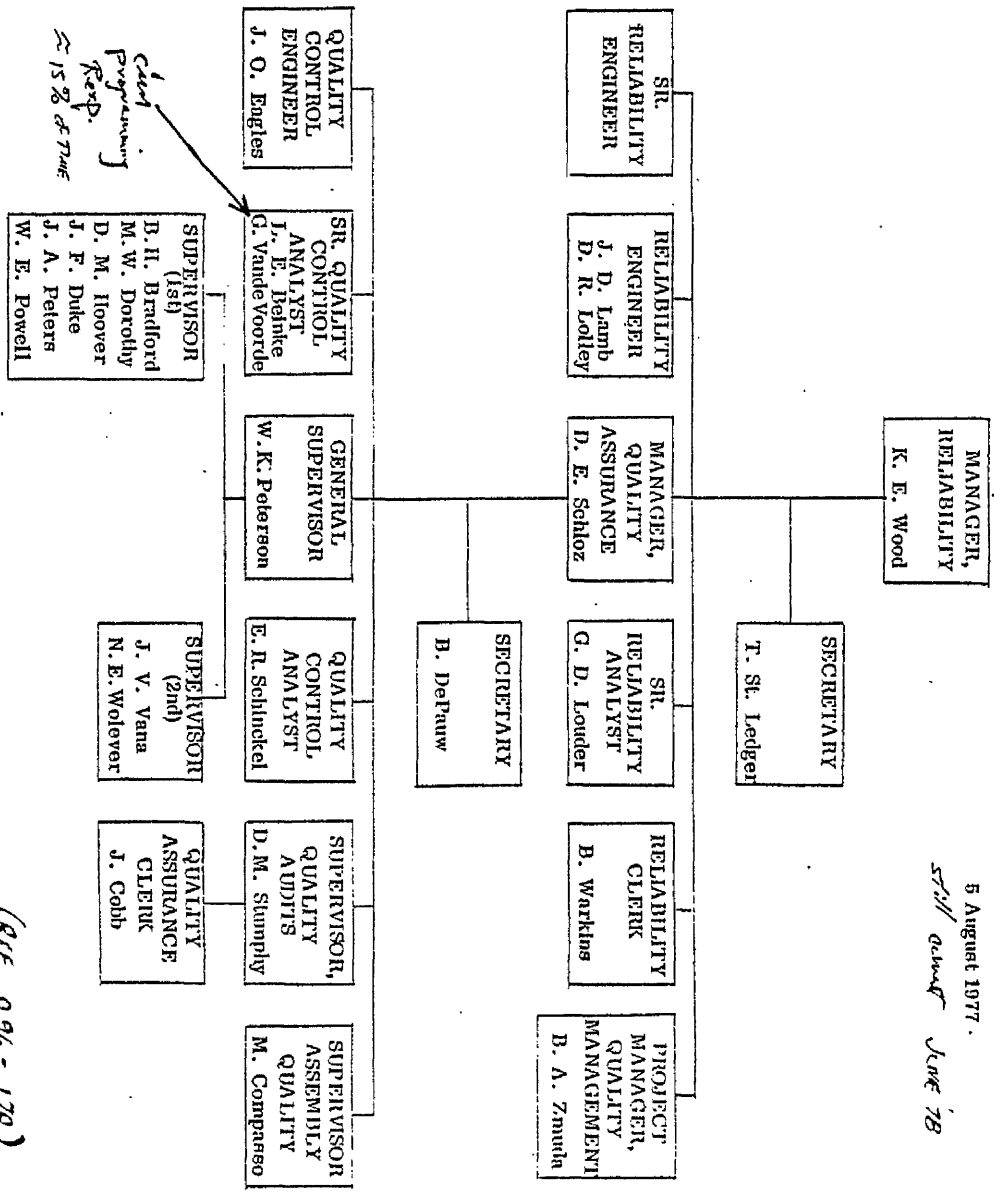 5 August 1977.
still current June '78
MANAGER,
RELIABILITY
K. E. Wood
SECRETARY
T. St. Ledger
SR.
RELIABILITY
ENGINEER
RELIABILITY
ENGINEER
J. D. Lamb
D. R. Lolley
MANAGER,
QUALITY
ASSURANCE
D. E. Schloz
SR.
RELIABILITY
ANALYST
G. D. Louder
RELIABILITY
CLERK
B. Warkins
PROJECT
MANAGER,
QUALITY
MANAGEMENT
B. A. Zmuda
SECRETARY
B. DePauw
QUALITY
CONTROL
ENGINEER
J. O. Engles
SR. QUALITY
CONTROL
ANALYST
L. E. Beinke
G. VandeVoorde
GENERAL
SUPERVISOR
W. K. Peterson
QUALITY
CONTROL
ANALYST
E. R. Schinckel
SUPERVISOR,
QUALITY
AUDITS
D. M. Stumphy
SUPERVISOR
ASSEMBLY
QUALITY
M. Compasso
programming
Resp.
≈ 15% of TIME
SUPERVISOR
(1st)
B. H. Bradford
M. W. Dorothy
D. M. Hoover
J. F. Duke
J. A. Peters
W. E. Powell
SUPERVISOR
(2nd)
J. V. Vana
N. E. Wolever
QUALITY
ASSURANCE
CLERK
J. Cobb